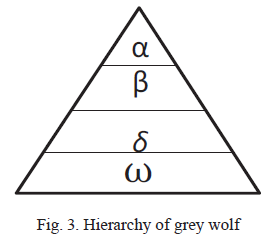 α
β
δ
ω
Fig. 3. Hierarchy of grey wolf